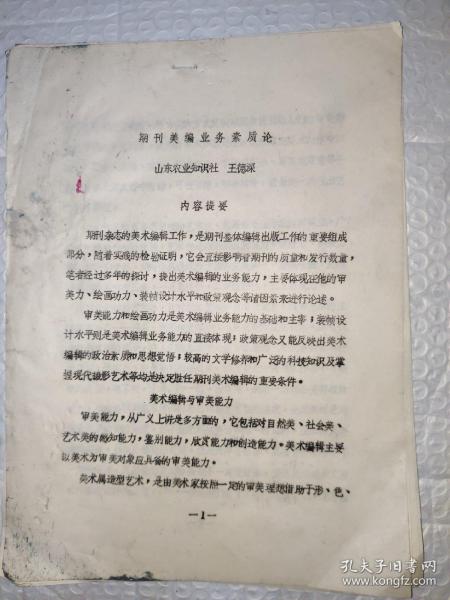 期刊美编业务素质论
山东农业知识社 王德深
内容提要
期刊杂志的美术编辑工作，是期刊整体编辑出版工作的重要组成
部分，随着实践的检验证明，它会直接影响着期刊的质量和发行数量，
笔者经过多年的探讨，提出美术编辑的业务能力，主要体现在他的审
美力、绘画功力、装帧设计水平和政策观念等诸因素来进行论述。
审美能力和绘画功力是美术编辑业务能力的基础和主宰；装帧设
计水平则是美术编辑业务能力的直接体现；政策观念又能反映出美术
编辑的政治素质和思想觉悟；较高的文学修养和广泛的科技知识及掌
握现代摄影艺术等均是决定胜任期刊美术编辑的重要条件。
美术编辑与审美能力
审美能力，从广义上讲是多方面的，它包括对自然美、社会美、
艺术美的感知能力，鉴别能力，欣赏能力和创造能力。美术编辑主要
以美术为审美对象应具备的审美能力。
美术属造型艺术，是由美术家按照一定的审美理想借助于形、色、
—1—
孔夫子旧书网
www.kongfz.com